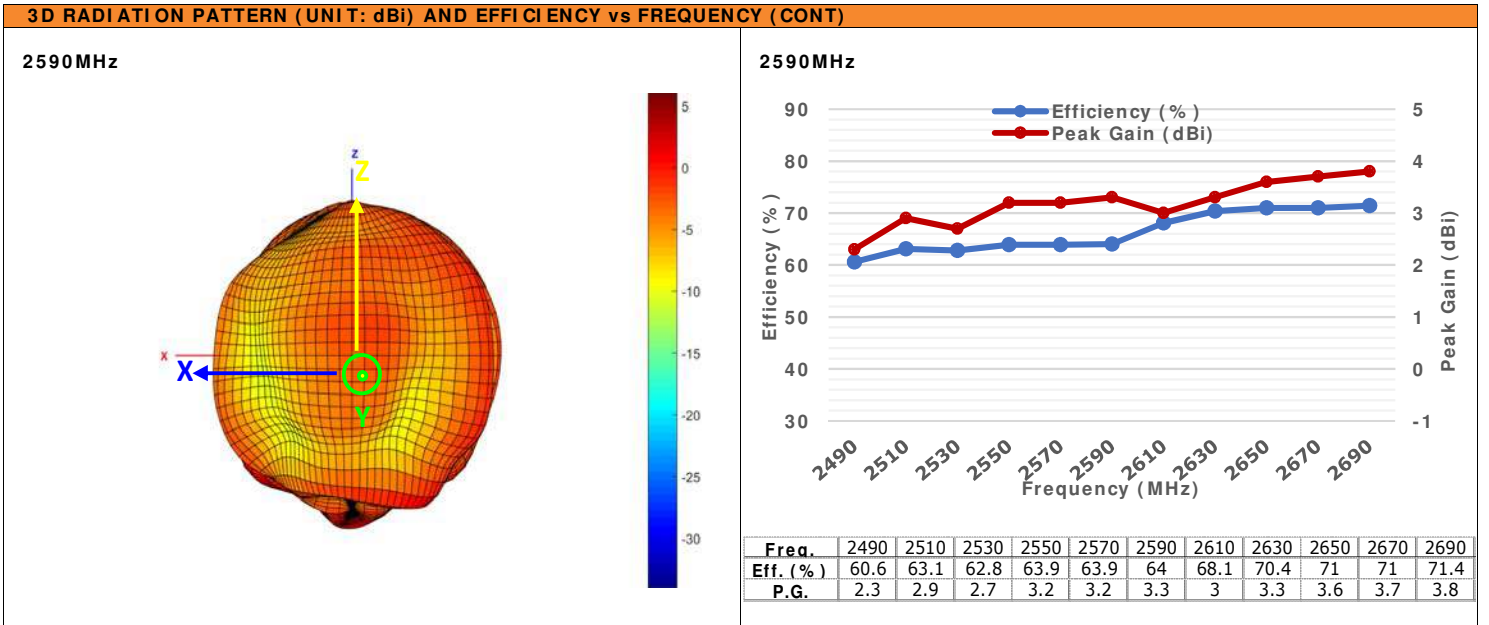 3D RADIATION PATTERN (UNIT: dBi) AND EFFICIENCY vs FREQUENCY (CONT)
2590MHz
z
Z
x
X
Y
5
0
-5
-10
-15
-20
-25
-30
2590MHz
Efficiency (%)
Peak Gain (dBi)
90
80
70
60
50
40
30
Efficiency (%)
5
4
3
2
1
0
-1
Peak Gain (dBi)
2490 2510 2530 2550 2570 2590 2610 2630 2650 2670 2690
Frequency (MHz)
Freq. 2490 2510 2530 2550 2570 2590 2610 2630 2650 2670 2690
Eff. (%) 60.6 63.1 62.8 63.9 63.9 64 68.1 70.4 71 71 71.4
P.G. 2.3 2.9 2.7 3.2 3.2 3.3 3 3.3 3.6 3.7 3.8